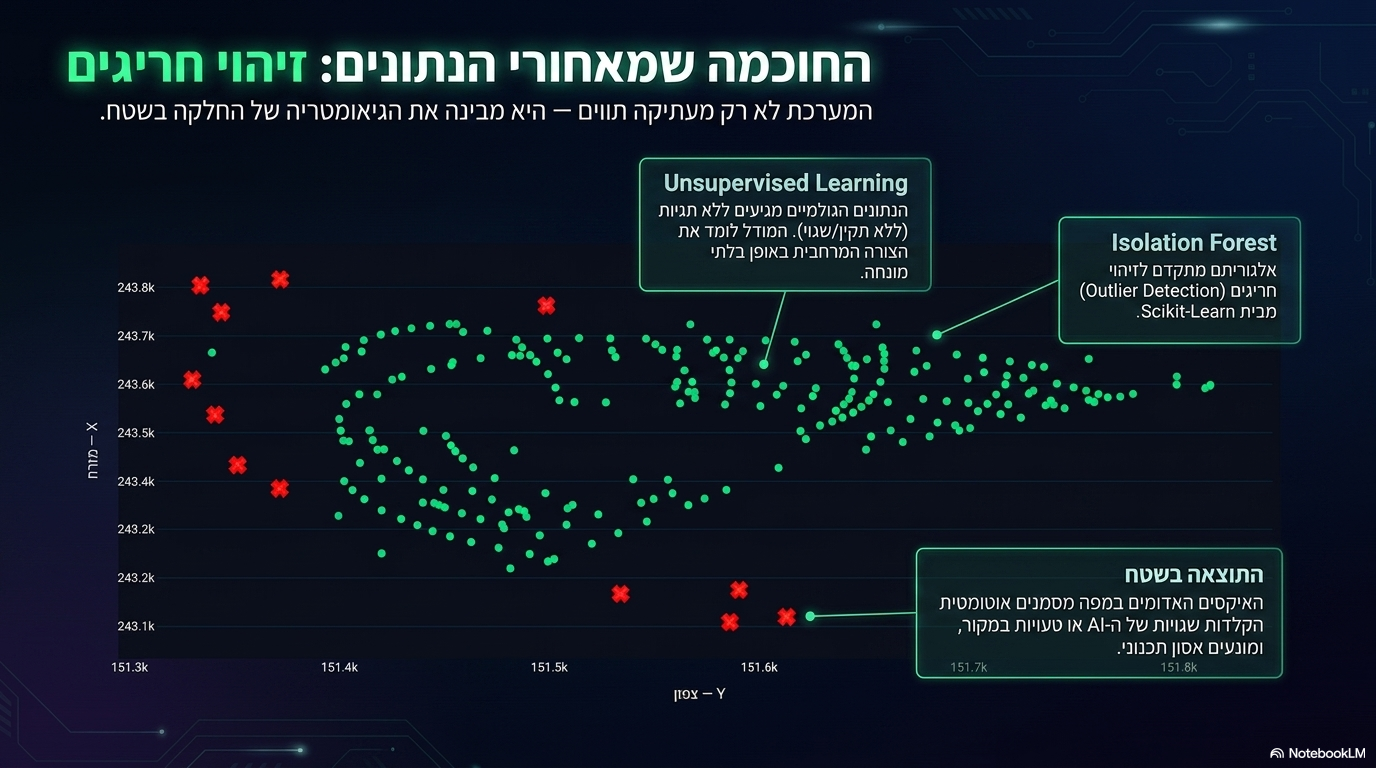 החוכמה שמאחורי הנתונים: זיהוי חריגים
המערכת לא רק מעתיקה תווים — היא מבינה את הגיאומטריה של החלקה בשטח.
Unsupervised Learning
הנתונים הגולמיים מגיעים ללא תגיות
(ללא תקין/שגוי). המודל לומד את
הצורה המרחבית באופן בלתי
מונחה.
Isolation Forest
אלגוריתם מתקדם לזיהוי
חריגים (Outlier Detection)
מבית Scikit-Learn.
243.8k
243.7k
243.6k
243.5k
243.4k
243.2k
243.2k
243.1k
X — מזרח
התוצאה בשטח
האיקסים האדומים במפה מסמנים אוטומטית
הקלדות שגויות של ה-AI או טעויות במקור,
ומונעים אסון תכנוני.
151.3k
151.4k
151.5k
151.6k
151.7k
151.8k
Y — צפון
NotebookLM